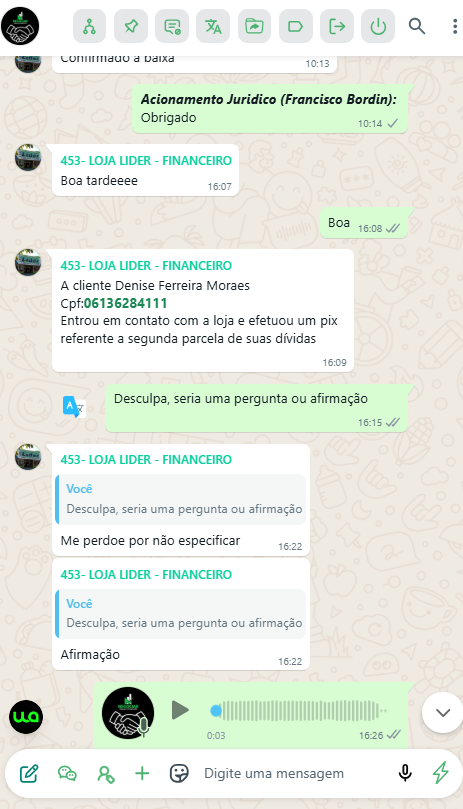 Confirmado a baixa
10:13
Acionamento Juridico (Francisco Bordin):
Obrigado
10:14
453- LOJA LIDER - FINANCEIRO
Boa tardeeee
16:07
Boa
16:08
453- LOJA LIDER - FINANCEIRO
A cliente Denise Ferreira Moraes
Cpf:06136284111
Entrou em contato com a loja e efetuou um pix
referente a segunda parcela de suas dívidas
16:09
Desculpa, seria uma pergunta ou afirmação
16:15
453- LOJA LIDER - FINANCEIRO
Você
Desculpa, seria uma pergunta ou afirmação
Me perdoe por não especificar
16:22
453- LOJA LIDER - FINANCEIRO
Você
Desculpa, seria uma pergunta ou afirmação
Afirmação
16:22
0:03
16:26
Digite uma mensagem